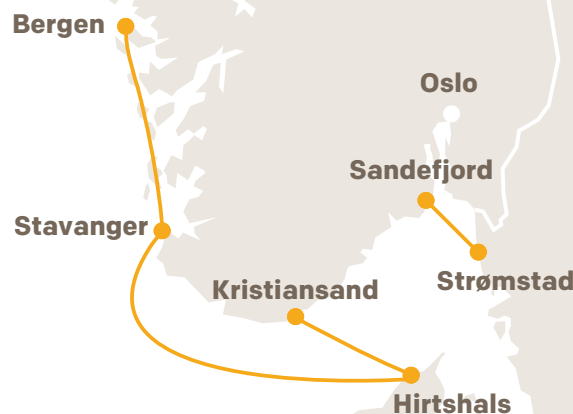 Bergen
Oslo
Sandefjord
Stavanger
Strømstad
Kristiansand
Hirtshals